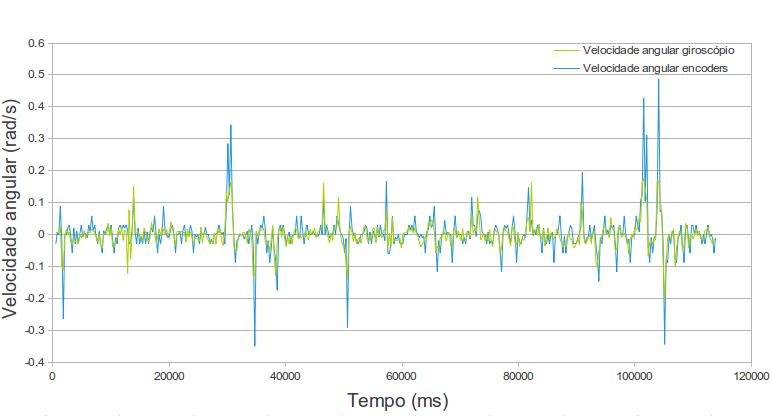 0.6
Velocidade angular giroscópio
Velocidade angular encoders
0.5
0.4
0.3
0.2
0.1
0
-0.1
-0.2
-0.3
-0.4
Velocidade angular (rad/s)
0 20000 40000 60000 80000 100000 120000
Tempo (ms)